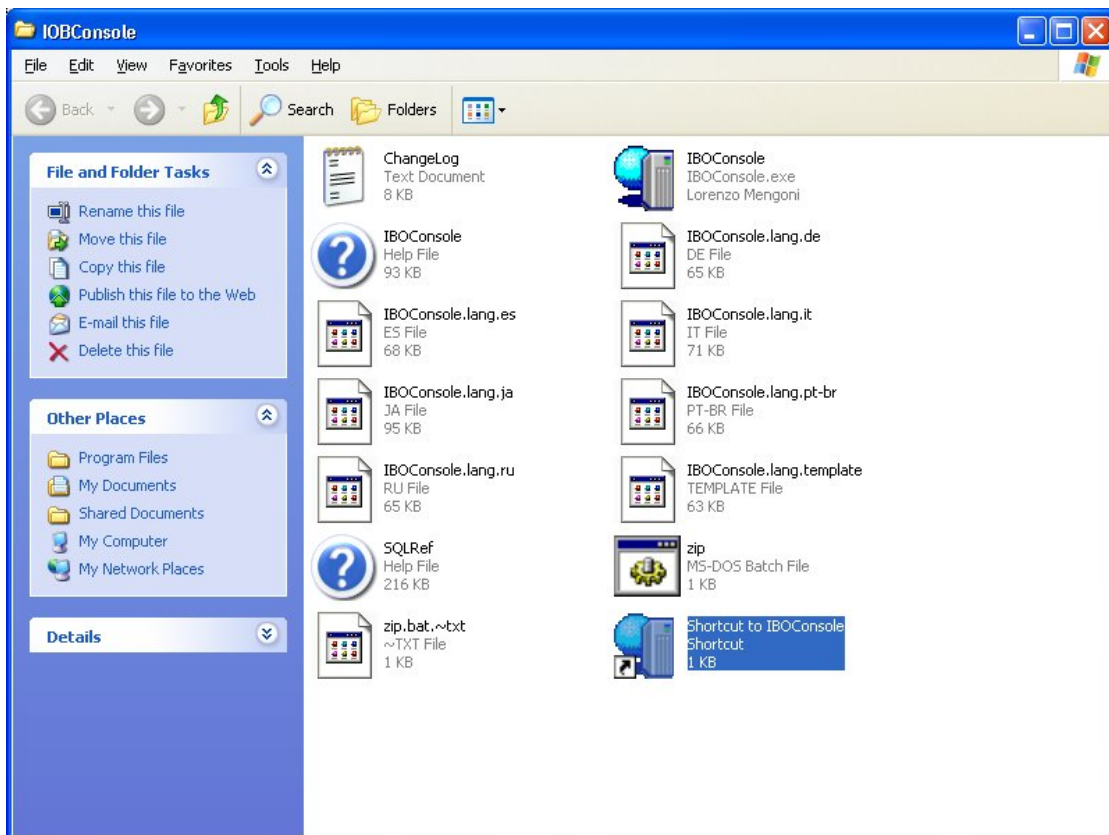 IOBConsole
File Edit View Favorites Tools Help
Back Search Folders
File and Folder Tasks
Rename this file
Move this file
Copy this file
Publish this file to the Web
E-mail this file
Delete this file
Other Places
Program Files
My Documents
Shared Documents
My Computer
My Network Places
Details
ChangeLog
Text Document
8 KB
IBOConsole
IBOConsole.exe
Lorenzo Mengoni
IBOConsole
Help File
93 KB
IBOConsole.lang.de
DE File
65 KB
IBOConsole.lang.es
ES File
68 KB
IBOConsole.lang.it
IT File
71 KB
IBOConsole.lang.ja
JA File
95 KB
IBOConsole.lang.pt-br
PT-BR File
66 KB
IBOConsole.lang.ru
RU File
65 KB
IBOConsole.lang.template
TEMPLATE File
63 KB
SQLRef
Help File
216 KB
zip
MS-DOS Batch File
1 KB
zip.bat.~txt
~TXT File
1 KB
Shortcut to IBOConsole
Shortcut
1 KB